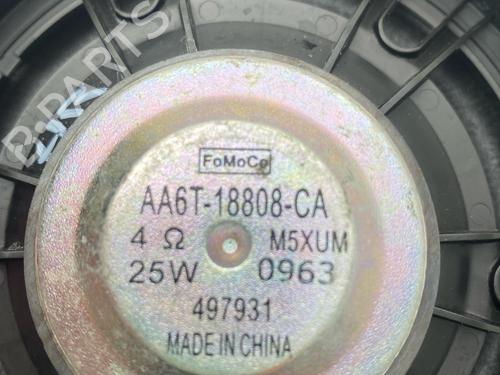 B-PARTS
FoMoCo
AA6T-18808-CA
4 Ω M5XUM
25W 0963
497931
MADE IN CHINA